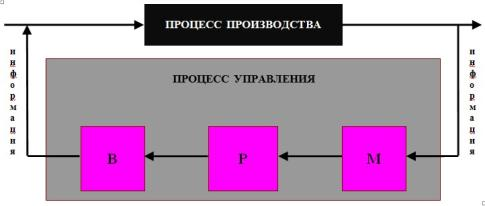 ПРОЦЕСС ПРОИЗВОДСТВА
информация
ПРОЦЕСС УПРАВЛЕНИЯ
В
Р
М
информация